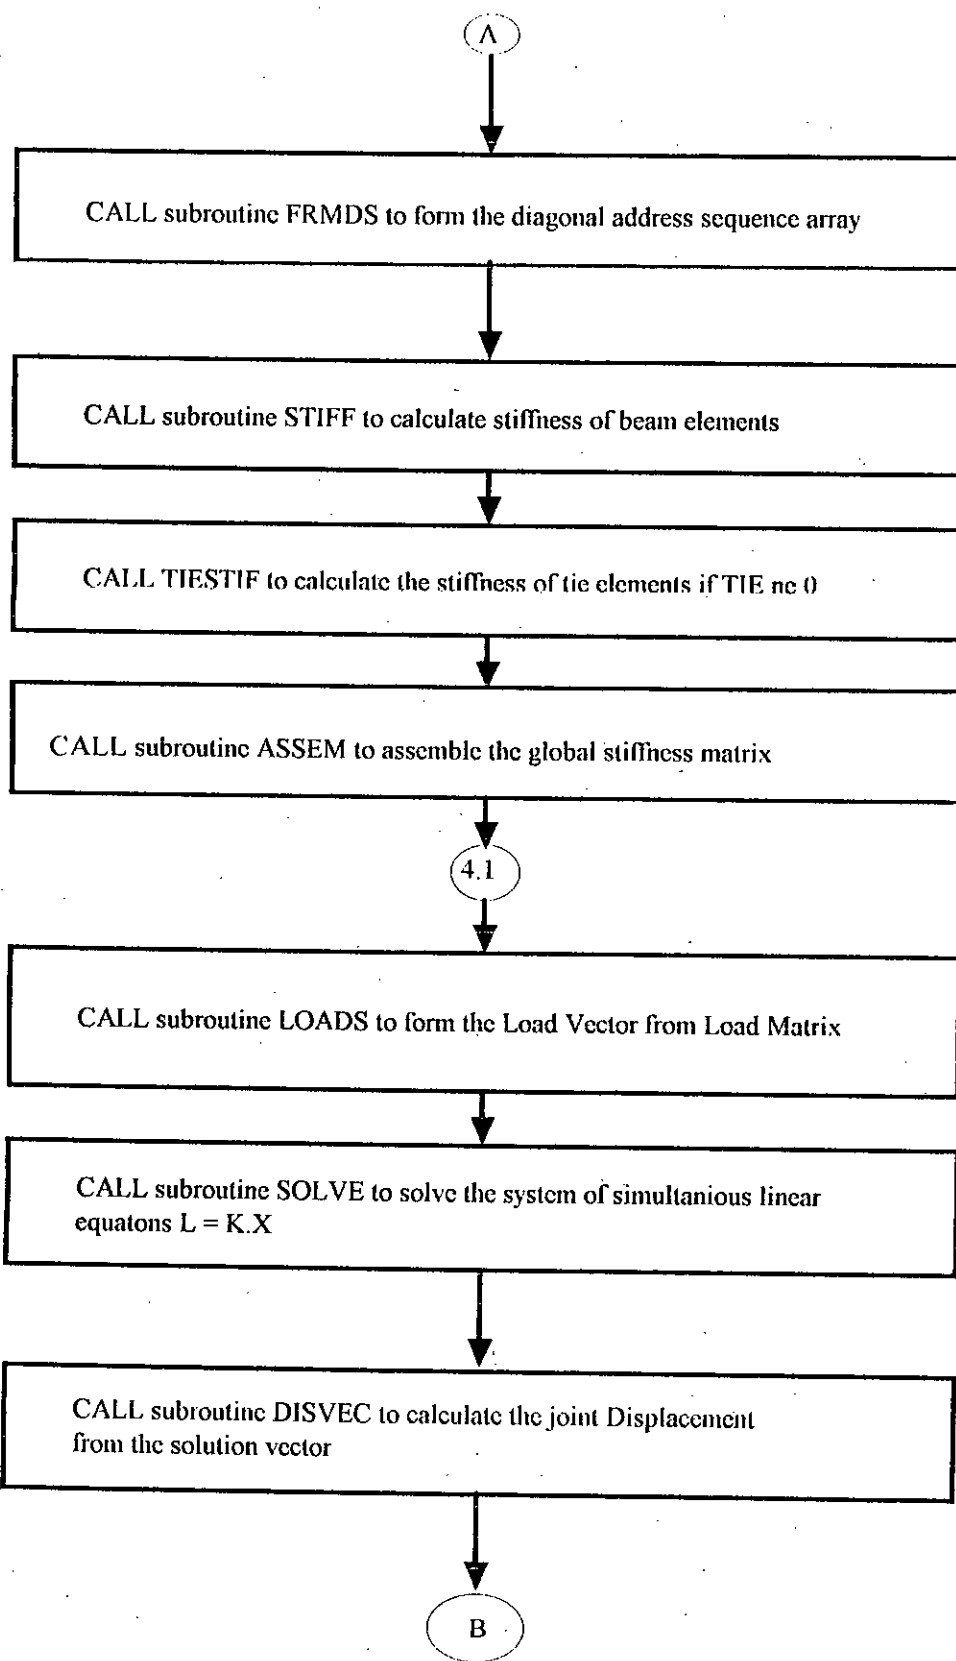 A
CALL subroutine FRMDS to form the diagonal address sequence array
CALL subroutine STIFF to calculate stiffness of beam elements
CALL TIESTIF to calculate the stiffness of tie elements if TIE ne 0
CALL subroutine ASSEM to assemble the global stiffness matrix
4.1
CALL subroutine LOADS to form the Load Vector from Load Matrix
CALL subroutine SOLVE to solve the system of simultanious linear
equatons L = K.X
CALL subroutine DISVEC to calculate the joint Displacement
from the solution vector
B